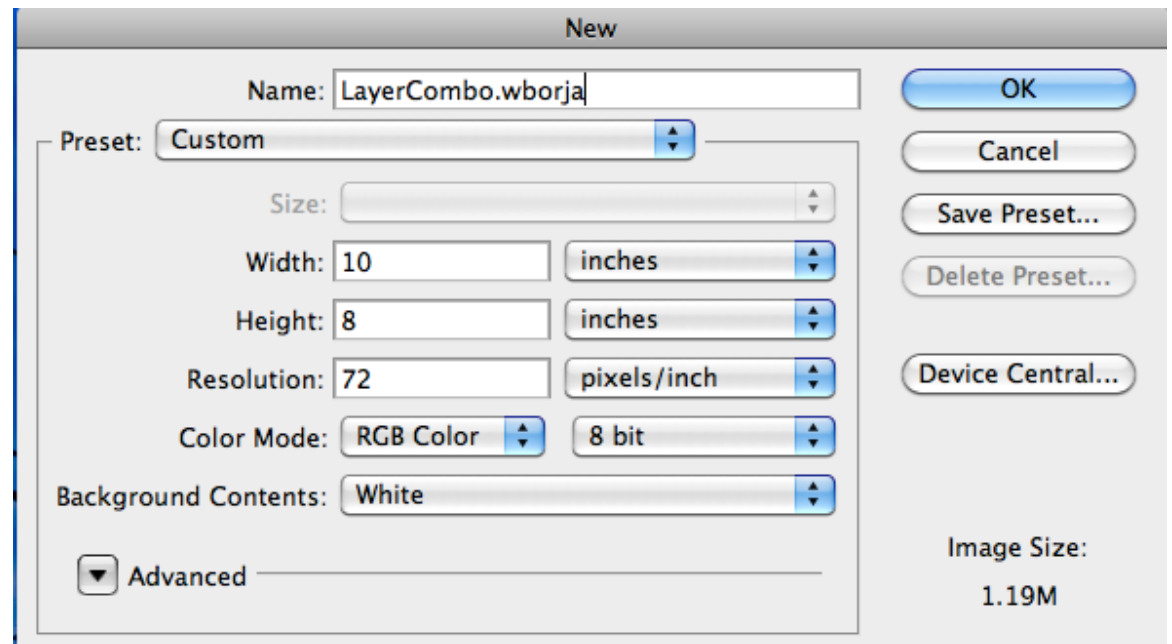 New
Name: LayerCombo.wborja
OK
Preset: Custom
Cancel
Size:
Save Preset...
Width: 10 inches
Delete Preset...
Height: 8 inches
Resolution: 72 pixels/inch
Device Central...
Color Mode: RGB Color 8 bit
Background Contents: White
Image Size:
Advanced
1.19M